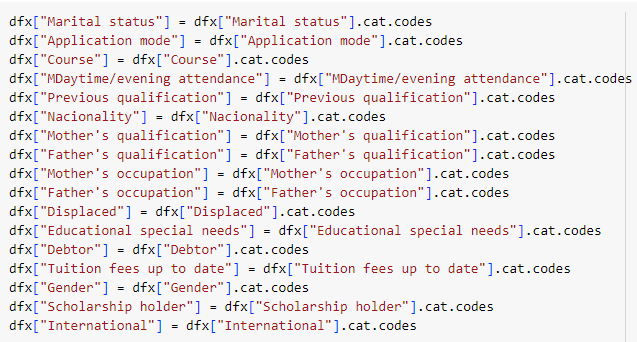 dfx["Marital status"] = dfx["Marital status"].cat.codes
dfx["Application mode"] = dfx["Application mode"].cat.codes
dfx["Course"] = dfx["Course"].cat.codes
dfx["MDaytime/evening attendance"] = dfx["MDaytime/evening attendance"].cat.codes
dfx["Previous qualification"] = dfx["Previous qualification"].cat.codes
dfx["Nacionality"] = dfx["Nacionality"].cat.codes
dfx["Mother's qualification"] = dfx["Mother's qualification"].cat.codes
dfx["Father's qualification"] = dfx["Father's qualification"].cat.codes
dfx["Mother's occupation"] = dfx["Mother's occupation"].cat.codes
dfx["Father's occupation"] = dfx["Father's occupation"].cat.codes
dfx["Displaced"] = dfx["Displaced"].cat.codes
dfx["Educational special needs"] = dfx["Educational special needs"].cat.codes
dfx["Debtor"] = dfx["Debtor"].cat.codes
dfx["Tuition fees up to date"] = dfx["Tuition fees up to date"].cat.codes
dfx["Gender"] = dfx["Gender"].cat.codes
dfx["Scholarship holder"] = dfx["Scholarship holder"].cat.codes
dfx["International"] = dfx["International"].cat.codes